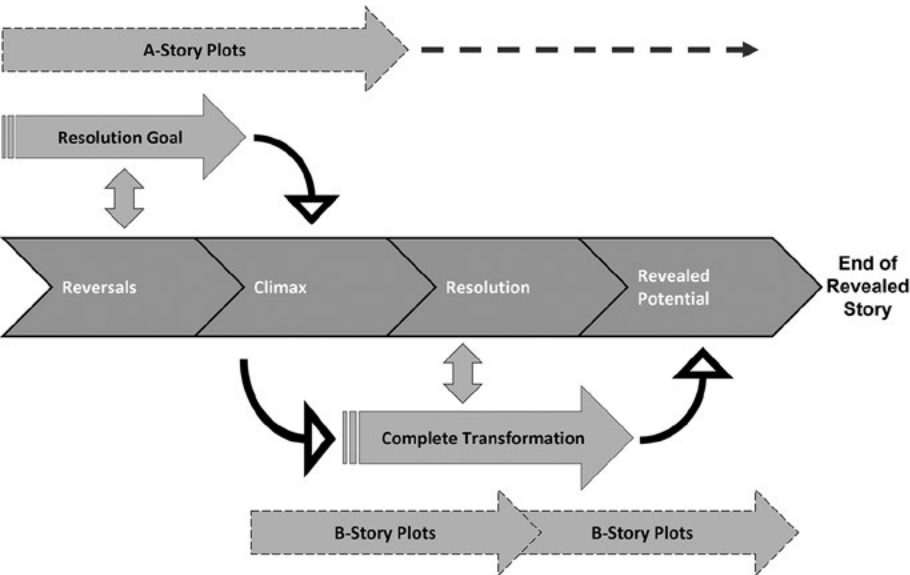 A-Story Plots
Resolution Goal
Reversals
Climax
Resolution
Revealed
Potential
End of
Revealed
Story
Complete Transformation
B-Story Plots
B-Story Plots